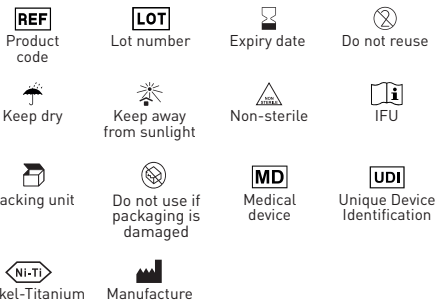 REF
LOT
Product
code
Lot number
Expiry date
2
Do not reuse
Keep dry
Keep away
from sunlight
NON
STERILE
Non-sterile
i
IFU
acking unit
Do not use if
packaging is
damaged
MD
Medical
device
UDI
Unique Device
Identification
Ni-Ti
kel-Titanium
Manufacture